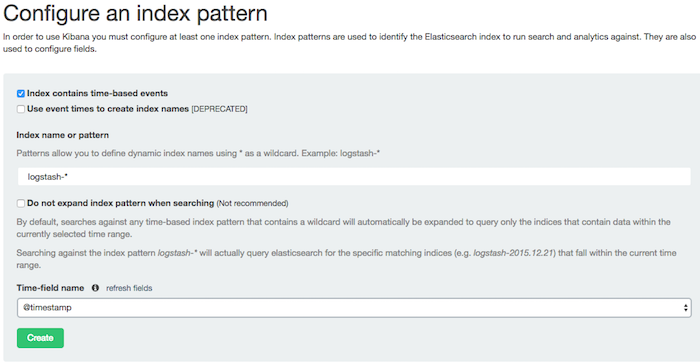 Configure an index pattern
In order to use Kibana you must configure at least one index pattern. Index patterns are used to identify the Elasticsearch index to run search and analytics against. They are also
used to configure fields.
Index contains time-based events
Use event times to create index names [DEPRECATED]
Index name or pattern
Patterns allow you to define dynamic index names using * as a wildcard. Example: logstash-*
logstash-*
Do not expand index pattern when searching (Not recommended)
By default, searches against any time-based index pattern that contains a wildcard will automatically be expanded to query only the indices that contain data within the
currently selected time range.
Searching against the index pattern logstash-* will actually query elasticsearch for the specific matching indices (e.g. logstash-2015.12.21) that fall within the current time
range.
Time-field name refresh fields
@timestamp
Create